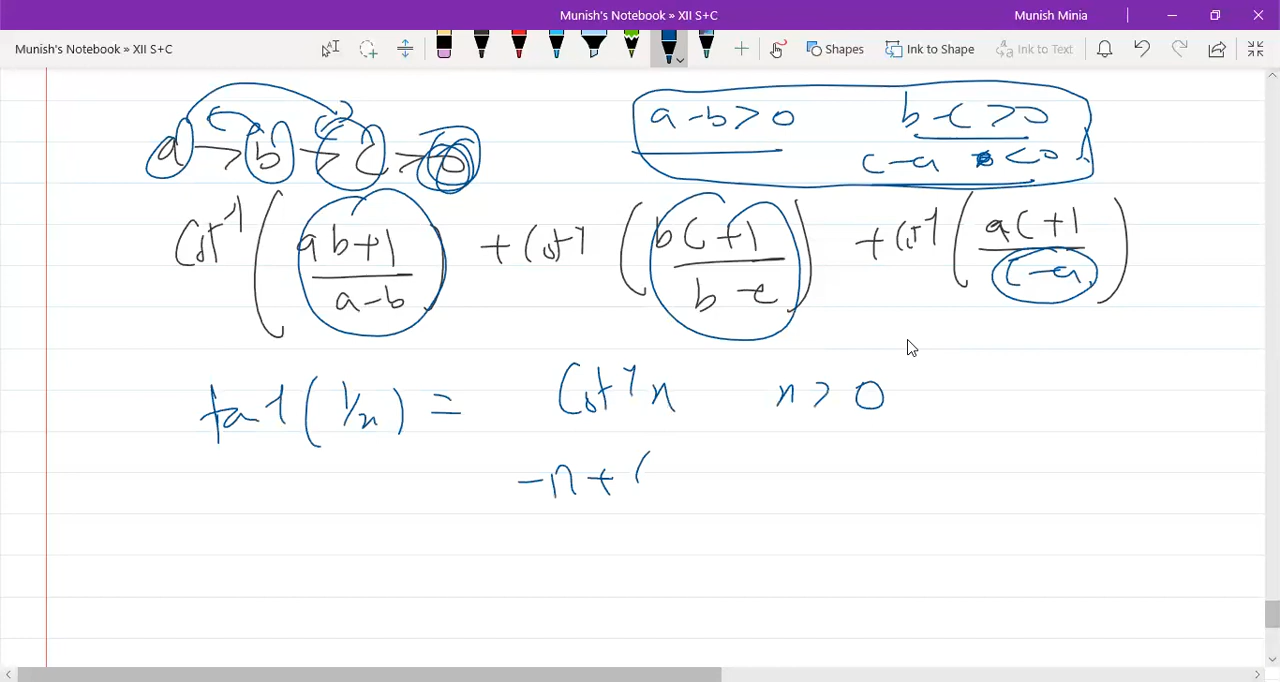 Munish's Notebook » XII S+C
Munish Minia
Munish's Notebook » XII S+C
Shapes
Ink to Shape
Ink to Text
a > b > c > 0
a-b>0 b-c>0
c-a <0
Cot⁻¹ (ab+1 / a-b) + Cot⁻¹ (bc+1 / b-c) + Cot⁻¹ (ac+1 / c-a)
tan⁻¹ (1/x) = Cot⁻¹x x > 0
-π + (